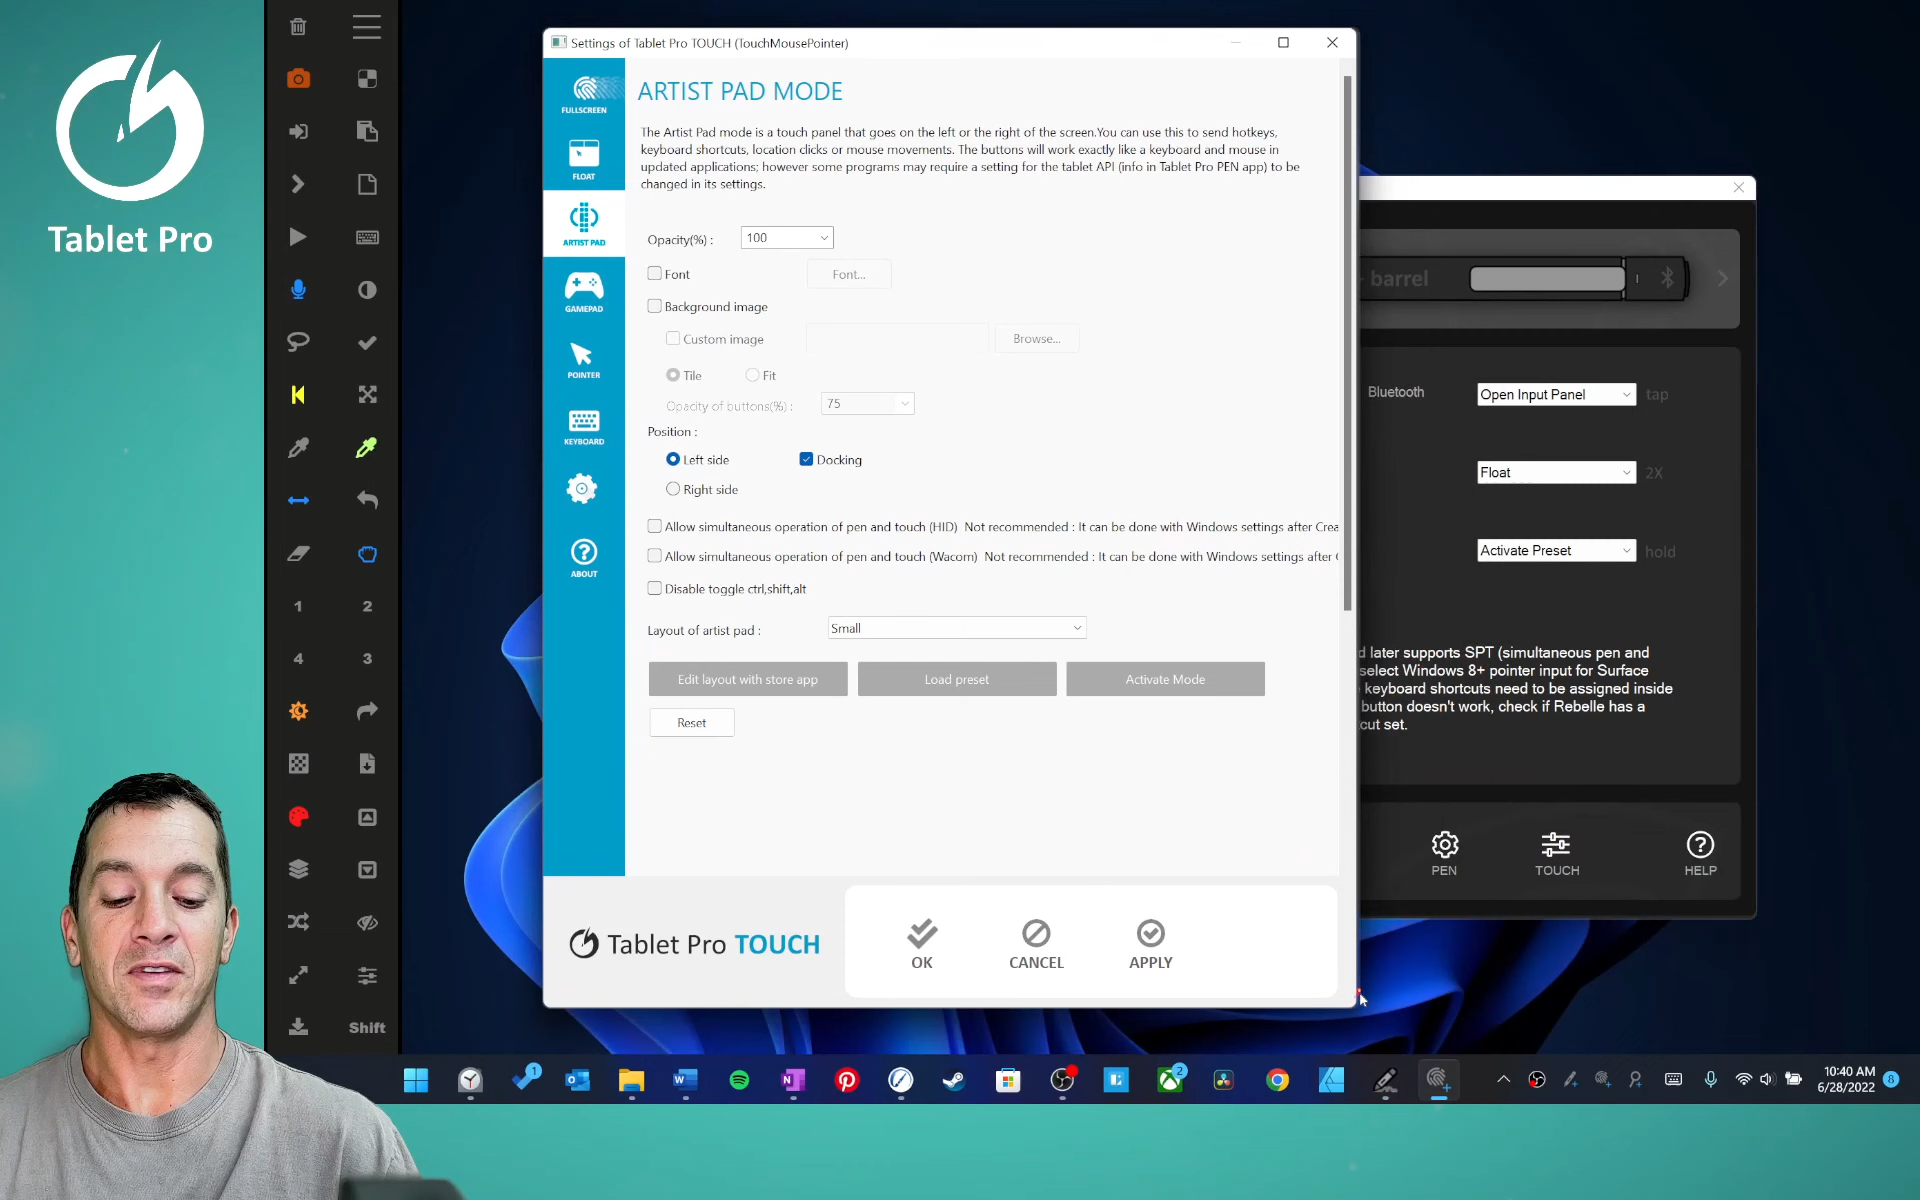 Tablet Pro
1
2
4
3
Shift
Settings of Tablet Pro TOUCH (TouchMousePointer)
FULLSCREEN
FLOAT
ARTIST PAD
GAMEPAD
POINTER
KEYBOARD
ABOUT
ARTIST PAD MODE
The Artist Pad mode is a touch panel that goes on the left or the right of the screen.You can use this to send hotkeys,
keyboard shortcuts, location clicks or mouse movements. The buttons will work exactly like a keyboard and mouse in
updated applications; however some programs may require a setting for the tablet API (info in Tablet Pro PEN app) to be
changed in its settings.
Opacity(%) : 100
Font Font...
Background image
Custom image Browse...
Tile Fit
Opacity of buttons(%) : 75
Position :
Left side Docking
Right side
Allow simultaneous operation of pen and touch (HID) Not recommended : It can be done with Windows settings after Crea
Allow simultaneous operation of pen and touch (Wacom) Not recommended : It can be done with Windows settings after
Disable toggle ctrl,shift,alt
Layout of artist pad : Small
Edit layout with store app Load preset Activate Mode
Reset
Tablet Pro TOUCH
OK CANCEL APPLY
barrel
Bluetooth Open Input Panel tap
Float 2X
Activate Preset hold
d later supports SPT (simultaneous pen and
select Windows 8+ pointer input for Surface
keyboard shortcuts need to be assigned inside
button doesn't work, check if Rebelle has a
cut set.
PEN TOUCH HELP
1
2
10:40 AM
6/28/2022
8